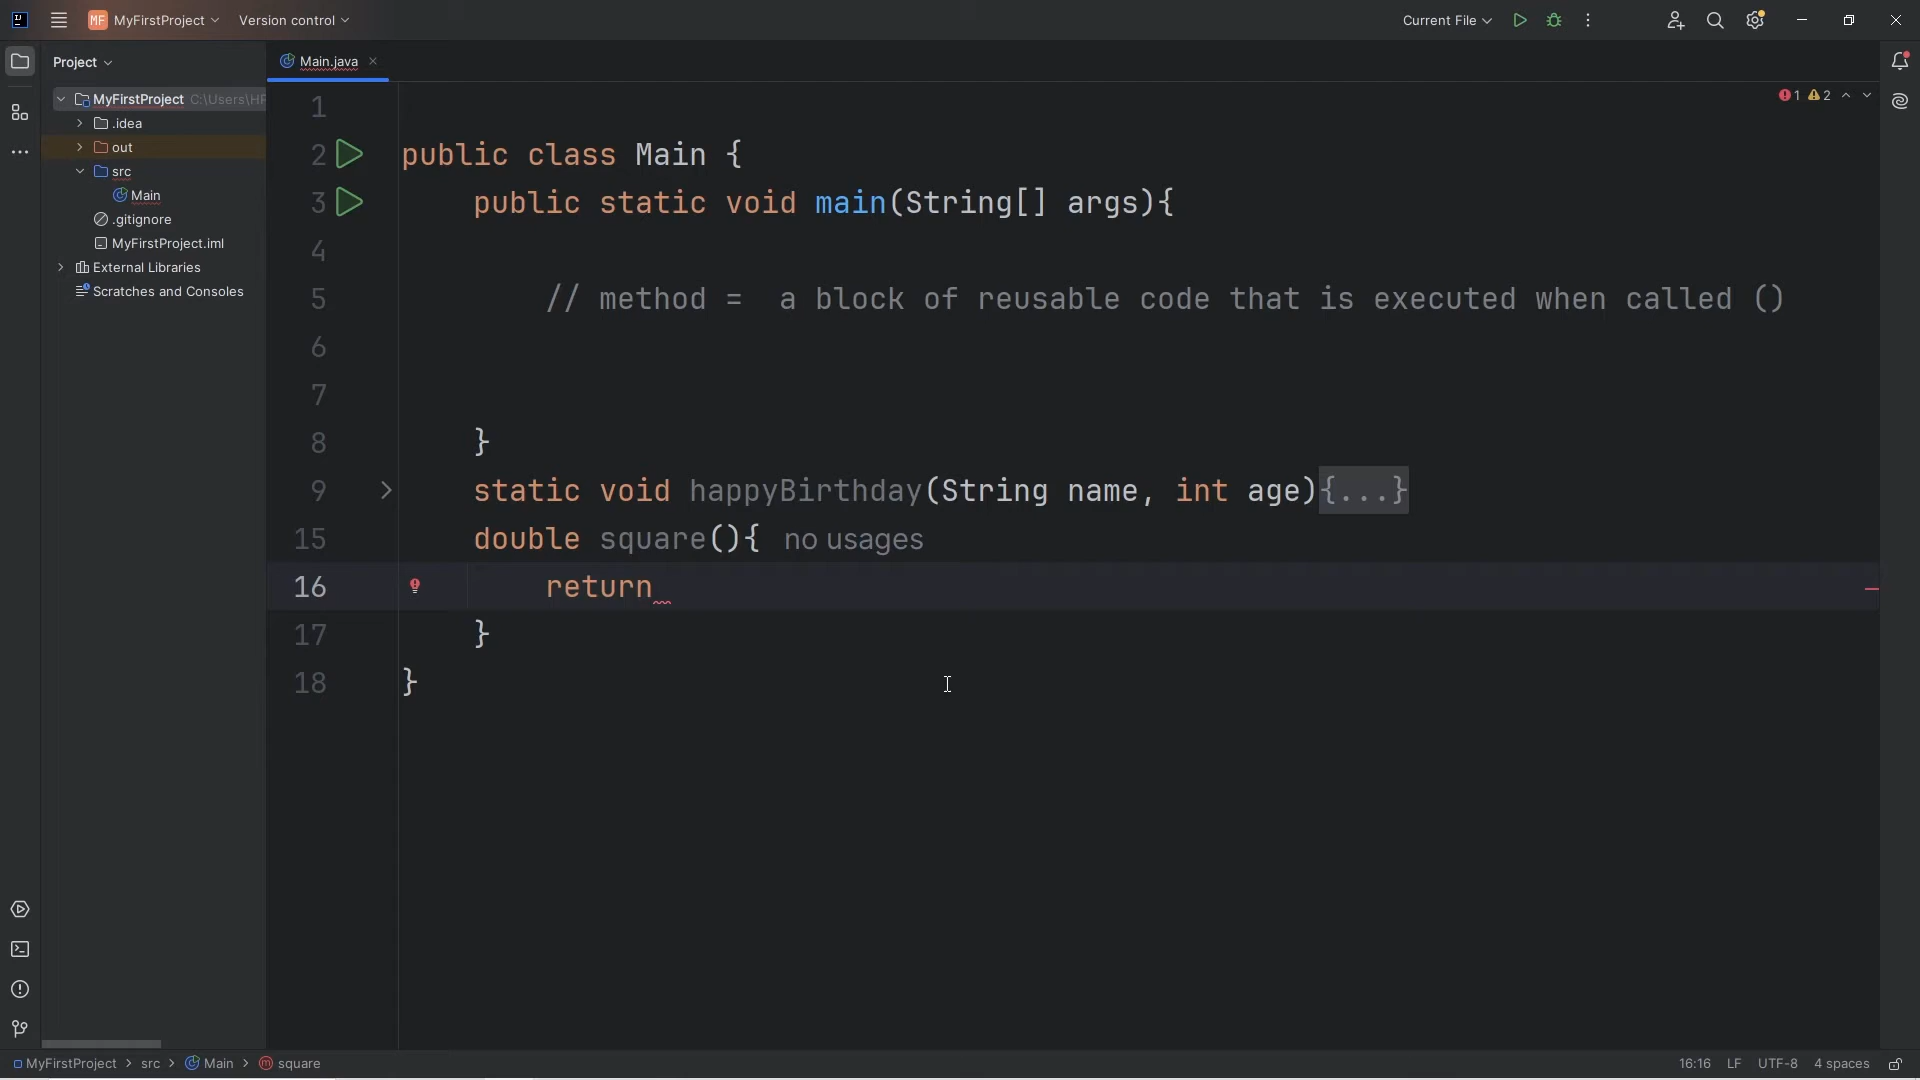 MF MyFirstProject Version control Current File
Project Main.java
MyFirstProject C:\Users\HP
.idea
out
src
Main
.gitignore
MyFirstProject.iml
External Libraries
Scratches and Consoles
1 2
1
2 public class Main {
3 public static void main(String[] args){
4
5 // method =  a block of reusable code that is executed when called ()
6
7
8 }
9 static void happyBirthday(String name, int age){...}
15 double square(){ no usages
16 return
17 }
18 }
MyFirstProject > src > Main > square 16:16 LF UTF-8 4 spaces